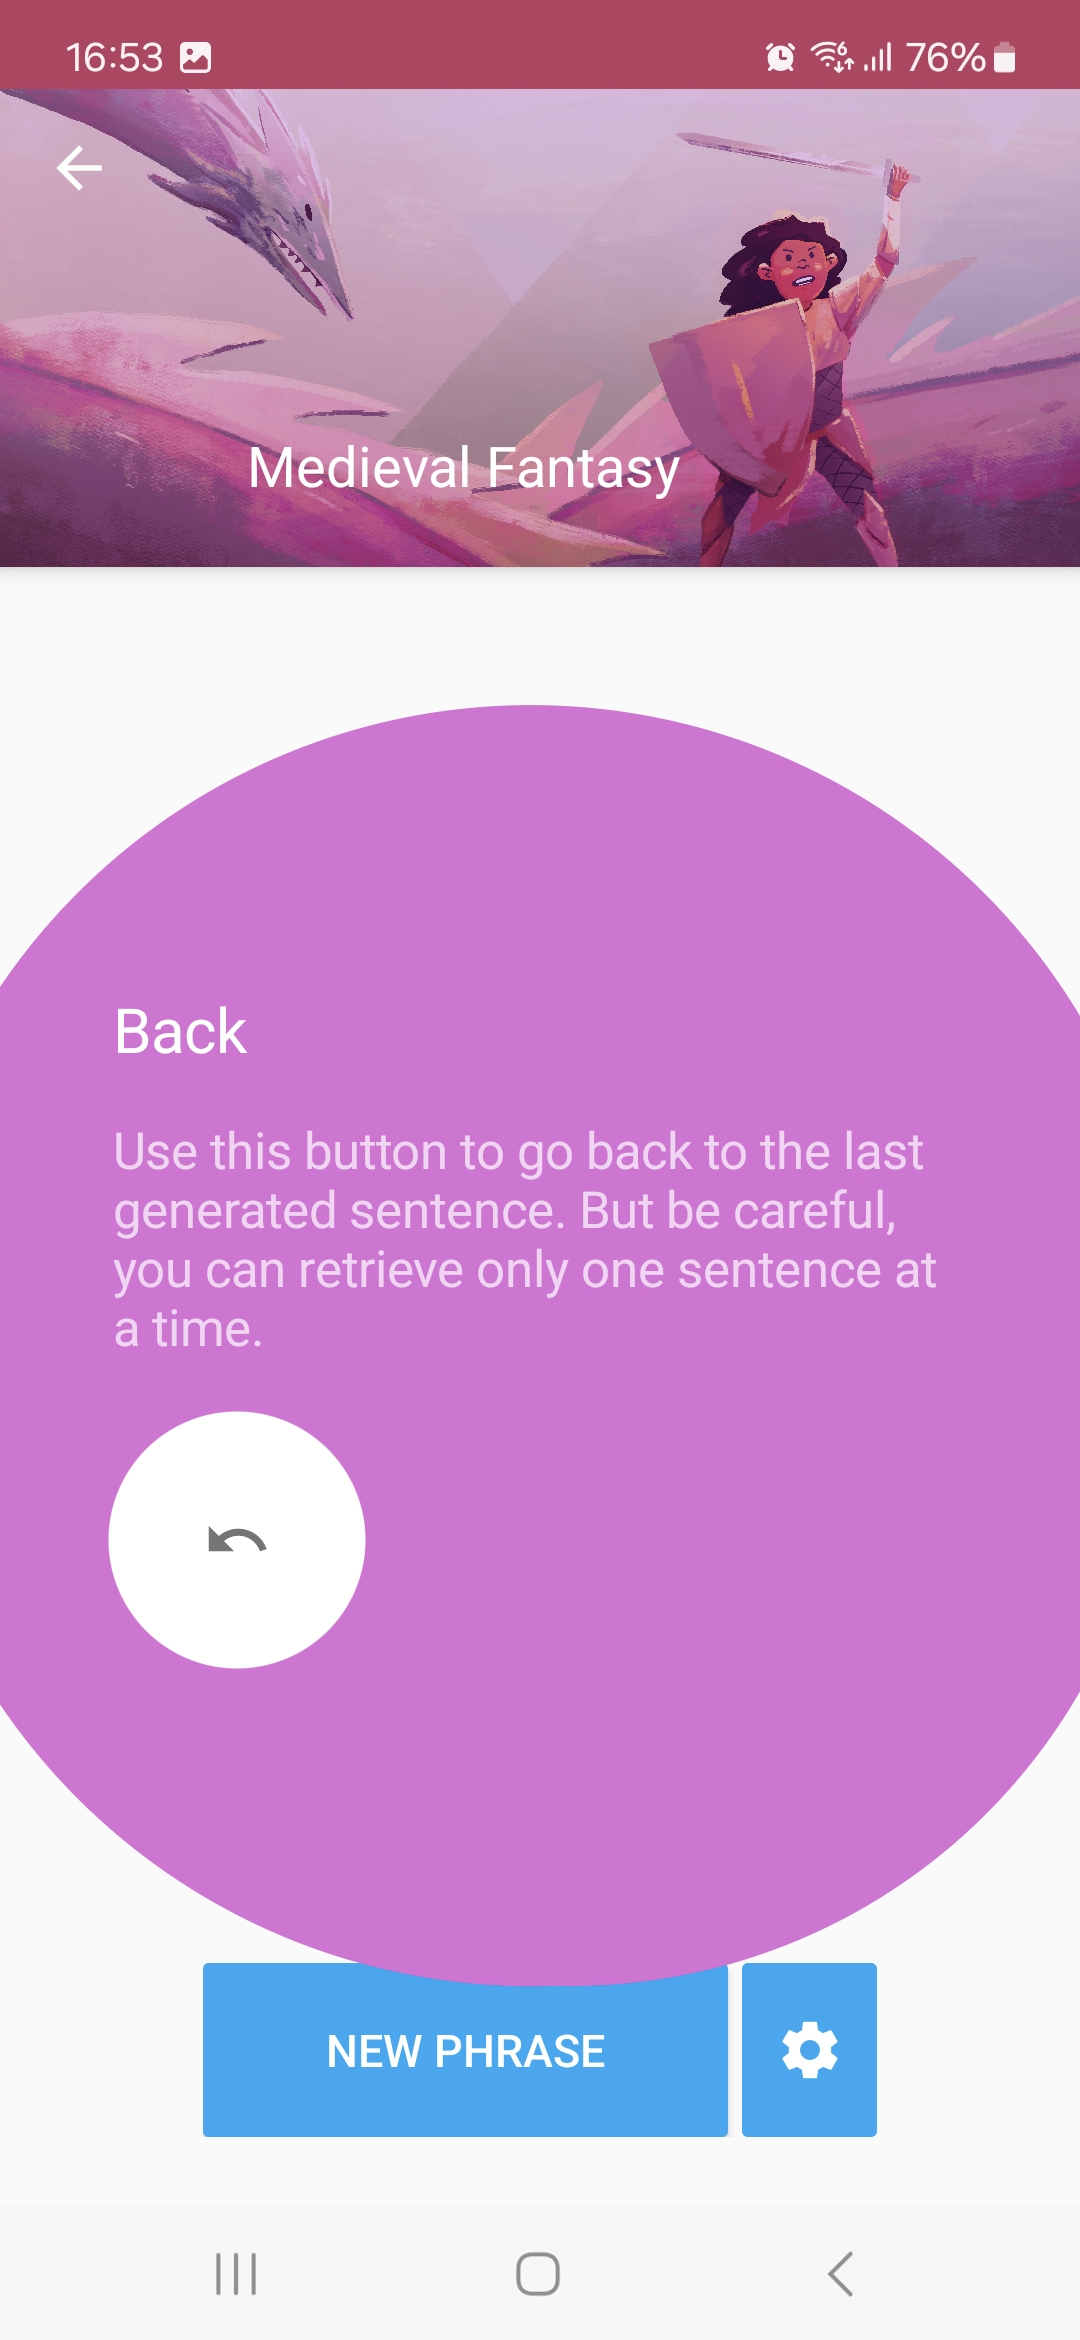 16:53
76%
Medieval Fantasy
Back
Use this button to go back to the last
generated sentence. But be careful,
you can retrieve only one sentence at
a time.
NEW PHRASE